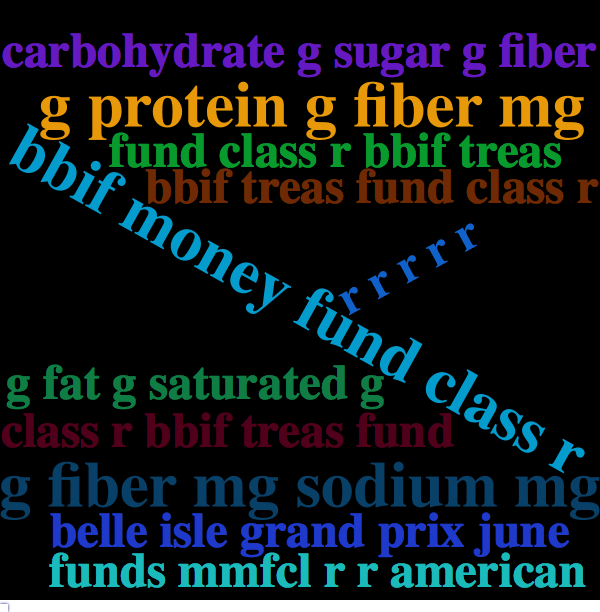 carbohydrate g sugar g fiber
g protein g fiber mg
fund class r bbif treas
bbif treas fund class r
bbif money fund class r
r r r r r
g fat g saturated g
class r bbif treas fund
g fiber mg sodium mg
belle isle grand prix june
funds mmfcl r r american